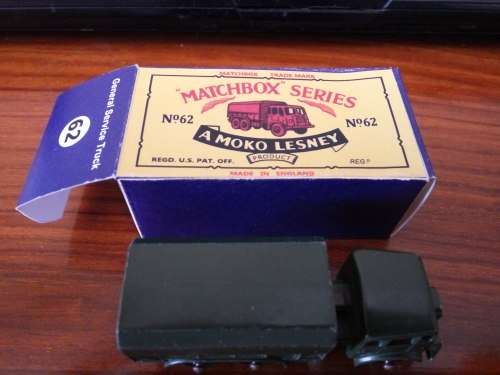 MATCHBOX TRADE MARK
"MATCHBOX" SERIES
No62
No62
A MOKO LESNEY
PRODUCT
REGD. U.S. PAT. OFF.
REGD
MADE IN ENGLAND
General Service Truck
62